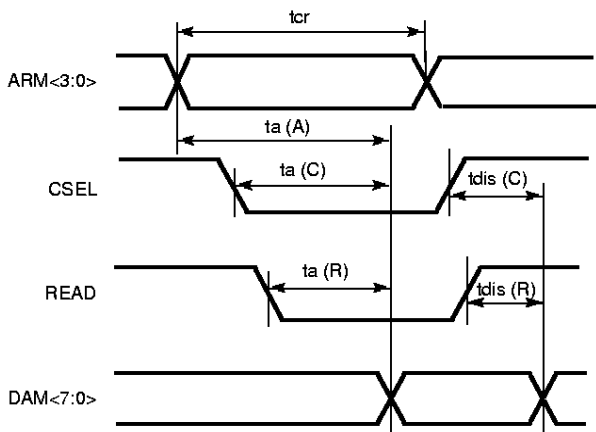 tcr
ARM<3:0>
ta (A)
CSEL
ta (C)
tdis (C)
READ
ta (R)
tdis (R)
DAM<7:0>